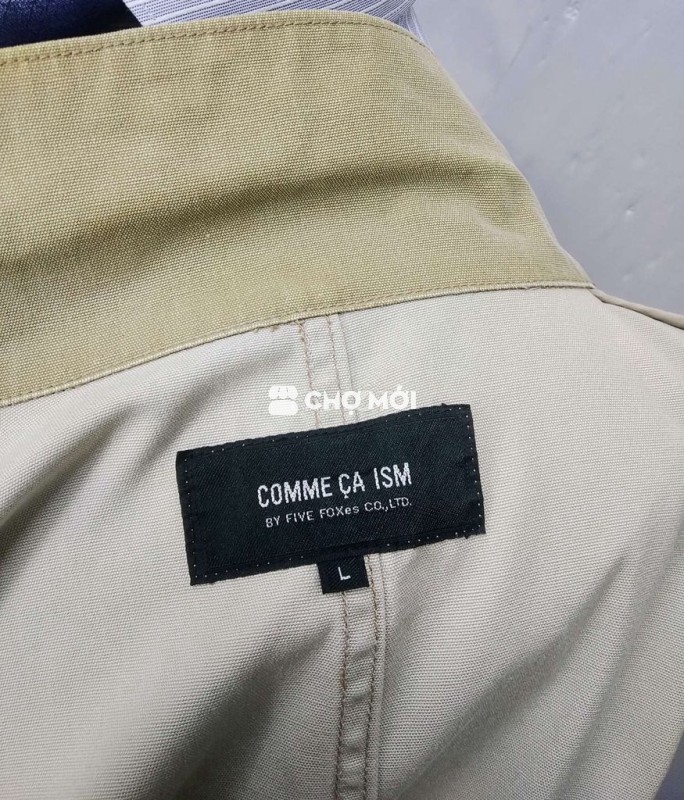 CHỢ MỚI
COMME ÇA ISM
BY FIVE FOXes CO.,LTD.
L